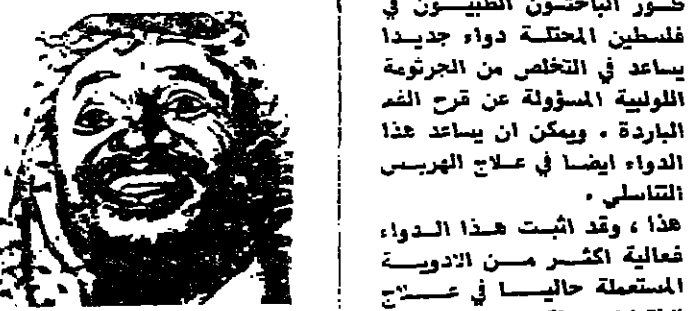 طور الباحثون الطبيون في
فلسطين المحتلة دواء جديدا
يساعد في التخلص من الجرثومة
اللولبية المسؤولة عن قرح الفم
الباردة . ويمكن ان يساعد هذا
الدواء ايضا في علاج الهربس
التناسلي .
هذا ، وقد اثبت هذا الدواء
فعالية اكثر من الادوية
المستعملة حاليا في علاج